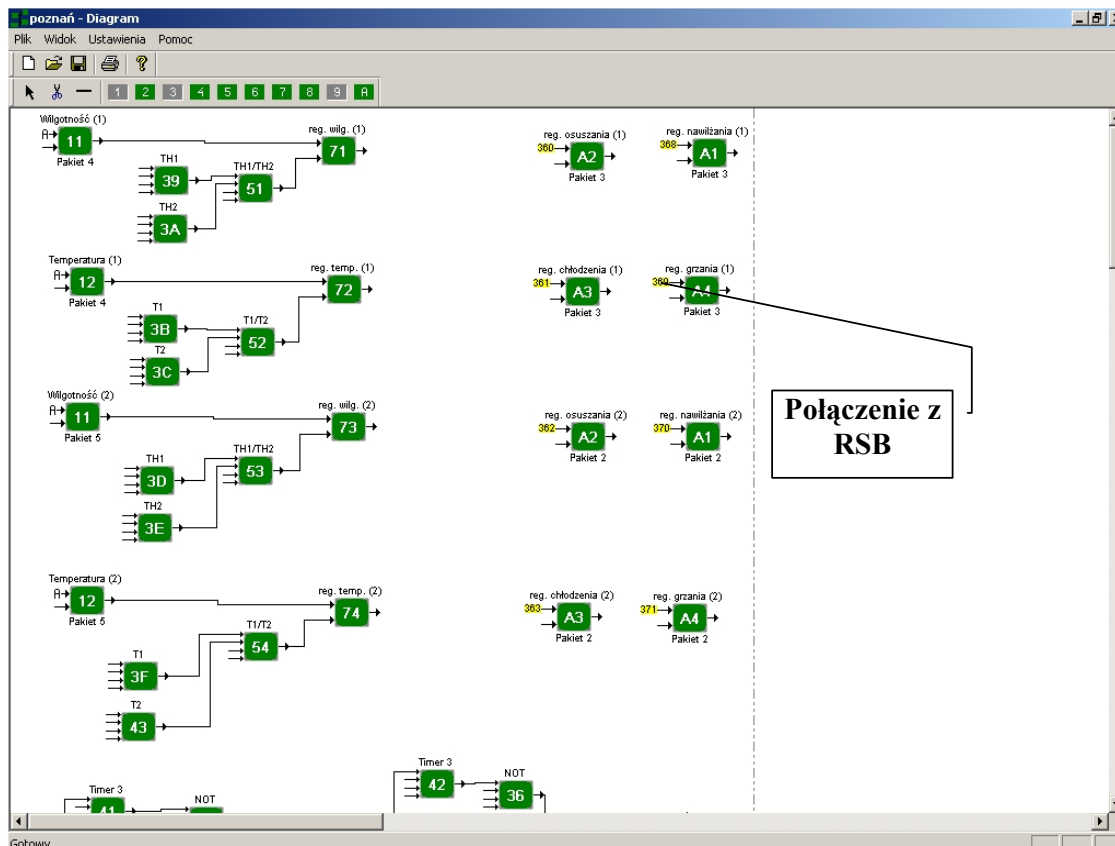 poznań - Diagram
Plik Widok Ustawienia Pomoc
1 2 3 4 5 6 7 8 9 A
Wilgotność (1)
A 11
Pakiet 4
TH1
39
TH2
3A
TH1/TH2
51
reg. wilg. (1)
71
reg. osuszania (1)
360 A2
Pakiet 3
reg. nawilżania (1)
368 A1
Pakiet 3
Temperatura (1)
A 12
Pakiet 4
T1
3B
T2
3C
T1/T2
52
reg. temp. (1)
72
reg. chłodzenia (1)
361 A3
Pakiet 3
reg. grzania (1)
369 A4
Pakiet 3
Połączenie z
RSB
Wilgotność (2)
A 11
Pakiet 5
TH1
3D
TH2
3E
TH1/TH2
53
reg. wilg. (2)
73
reg. osuszania (2)
362 A2
Pakiet 2
reg. nawilżania (2)
370 A1
Pakiet 2
Temperatura (2)
A 12
Pakiet 5
T1
3F
T2
43
T1/T2
54
reg. temp. (2)
74
reg. chłodzenia (2)
363 A3
Pakiet 2
reg. grzania (2)
371 A4
Pakiet 2
Timer 3
41
NOT
Timer 3
42
NOT
36
Gotowy